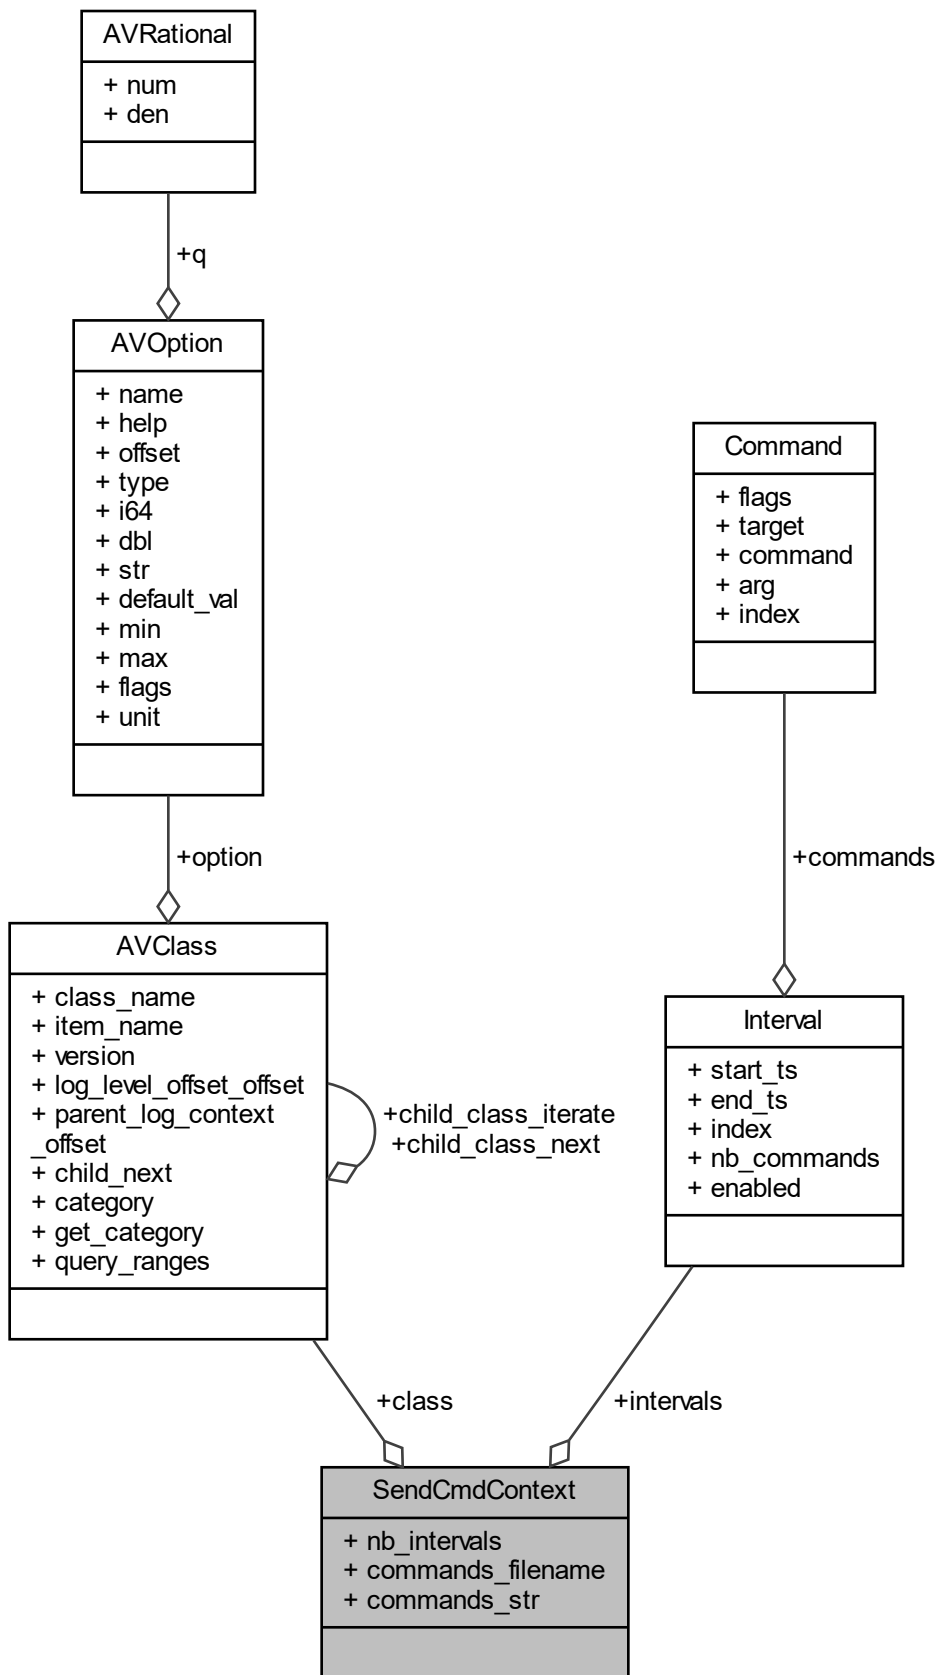 AVRational
+ num
+ den
+q
AVOption
+ name
+ help
+ offset
+ type
+ i64
+ dbl
+ str
+ default_val
+ min
+ max
+ flags
+ unit
+option
Command
+ flags
+ target
+ command
+ arg
+ index
+commands
AVClass
+ class_name
+ item_name
+ version
+ log_level_offset_offset
+ parent_log_context
_offset
+ child_next
+ category
+ get_category
+ query_ranges
+child_class_iterate
+child_class_next
Interval
+ start_ts
+ end_ts
+ index
+ nb_commands
+ enabled
+class
+intervals
SendCmdContext
+ nb_intervals
+ commands_filename
+ commands_str